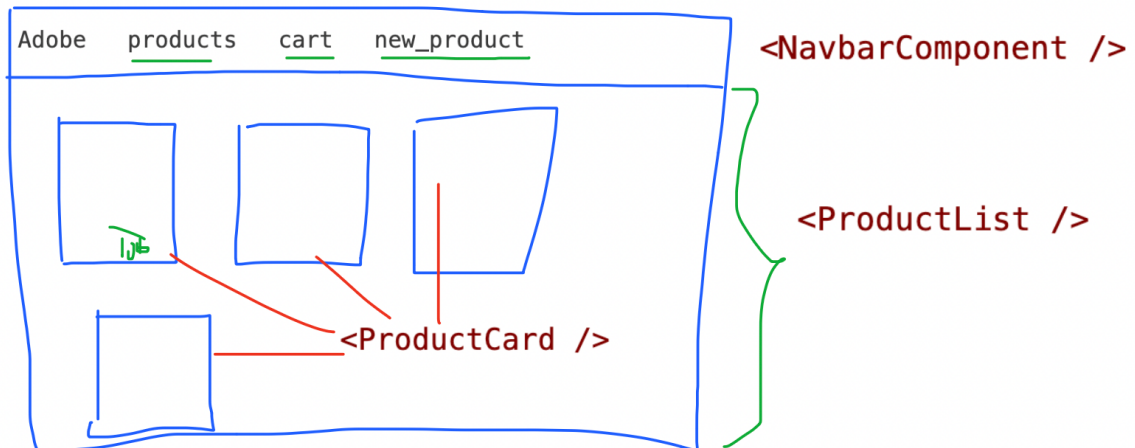 Adobe products cart new_product
<NavbarComponent />
<ProductList />
<ProductCard />